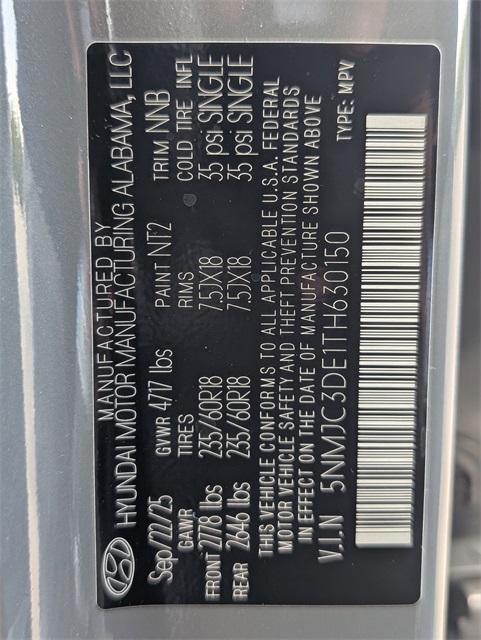 MANUFACTURED BY
HYUNDAI MOTOR MANUFACTURING ALABAMA, LLC
Sep/22/25 GVWR 4717 lbs PAINT NT2 TRIM NNB
GAWR TIRES RIMS COLD TIRE INFL
FRONT 2778 lbs 235/60R18 7.5JX18 35 psi SINGLE
REAR 2646 lbs 235/60R18 7.5JX18 35 psi SINGLE
THIS VEHICLE CONFORMS TO ALL APPLICABLE U.S.A. FEDERAL
MOTOR VEHICLE SAFETY AND THEFT PREVENTION STANDARDS
IN EFFECT ON THE DATE OF MANUFACTURE SHOWN ABOVE
V.I.N 5NMJC3DE1TH630150
TYPE: MPV